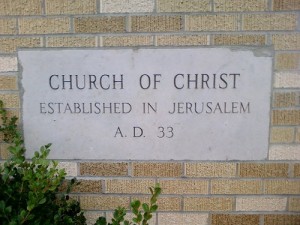 CHURCH OF CHRIST
ESTABLISHED IN JERUSALEM
A.D. 33